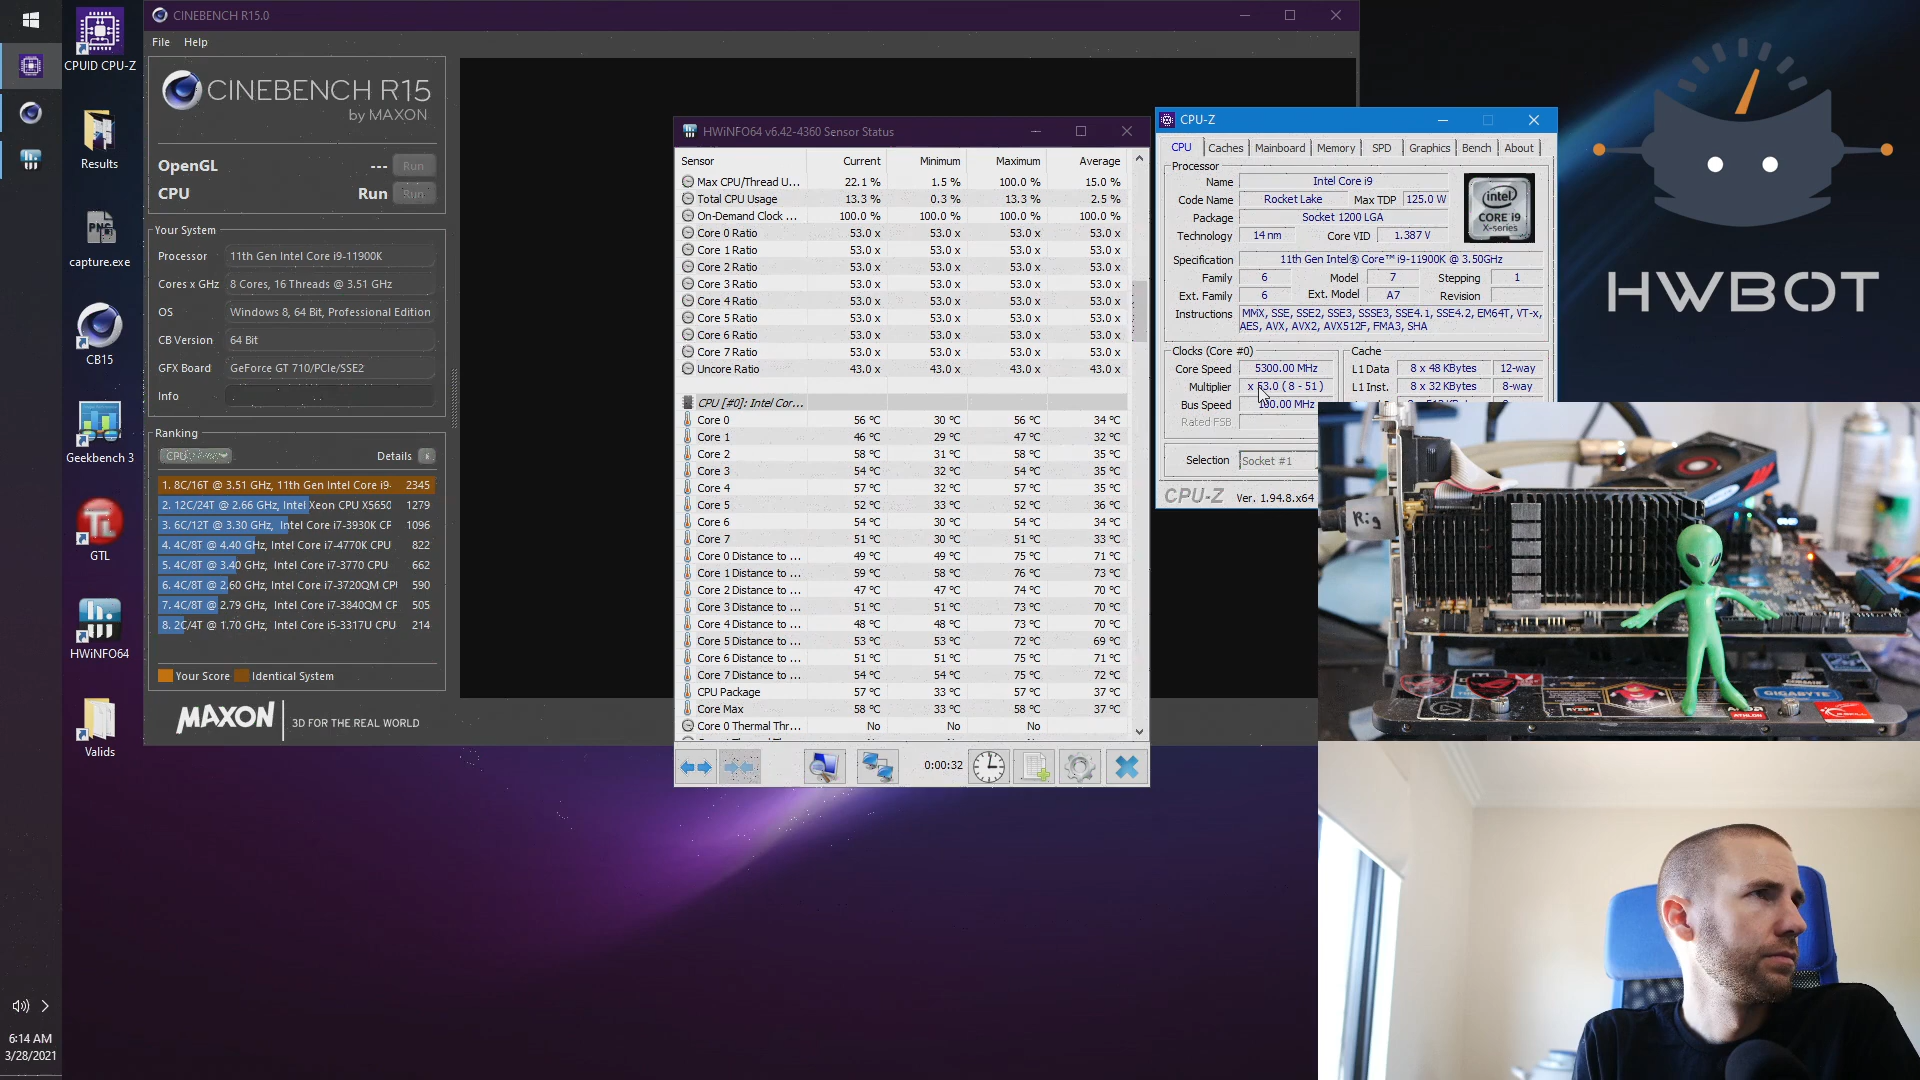 CPUID CPU-Z
Results
capture.exe
CB15
Geekbench 3
GTL
HWiNFO64
Valids
6:14 AM
3/28/2021
CINEBENCH R15.0
File Help
CINEBENCH R15
by MAXON
OpenGL --- Run
CPU Run Run
Your System
Processor 11th Gen Intel Core i9-11900K
Cores x GHz 8 Cores, 16 Threads @ 3.51 GHz
OS Windows 8, 64 Bit, Professional Edition
CB Version 64 Bit
GFX Board GeForce GT 710/PCIe/SSE2
Info
Ranking
Details
1. 8C/16T @ 3.51 GHz, 11th Gen Intel Core i9- 2345
2. 12C/24T @ 2.66 GHz, Intel Xeon CPU X5650 1279
3. 6C/12T @ 3.30 GHz, Intel Core i7-3930K CP 1096
4. 4C/8T @ 4.40 GHz, Intel Core i7-4770K CPU 822
5. 4C/8T @ 3.40 GHz, Intel Core i7-3770 CPU 662
6. 4C/8T @ 2.60 GHz, Intel Core i7-3720QM CP 590
7. 4C/8T @ 2.79 GHz, Intel Core i7-3840QM CP 505
8. 2C/4T @ 1.70 GHz, Intel Core i5-3317U CPU 214
Your Score Identical System
MAXON 3D FOR THE REAL WORLD
HWiNFO64 v6.42-4360 Sensor Status
Sensor Current Minimum Maximum Average
Max CPU/Thread U... 22.1 % 1.5 % 100.0 % 15.0 %
Total CPU Usage 13.3 % 0.3 % 13.3 % 2.5 %
On-Demand Clock ... 100.0 % 100.0 % 100.0 % 100.0 %
Core 0 Ratio 53.0 x 53.0 x 53.0 x 53.0 x
Core 1 Ratio 53.0 x 53.0 x 53.0 x 53.0 x
Core 2 Ratio 53.0 x 53.0 x 53.0 x 53.0 x
Core 3 Ratio 53.0 x 53.0 x 53.0 x 53.0 x
Core 4 Ratio 53.0 x 53.0 x 53.0 x 53.0 x
Core 5 Ratio 53.0 x 53.0 x 53.0 x 53.0 x
Core 6 Ratio 53.0 x 53.0 x 53.0 x 53.0 x
Core 7 Ratio 53.0 x 53.0 x 53.0 x 53.0 x
Uncore Ratio 43.0 x 43.0 x 43.0 x 43.0 x
CPU [#0]: Intel Cor...
Core 0 56 °C 30 °C 56 °C 34 °C
Core 1 46 °C 29 °C 47 °C 32 °C
Core 2 58 °C 31 °C 58 °C 35 °C
Core 3 54 °C 32 °C 54 °C 35 °C
Core 4 57 °C 32 °C 57 °C 35 °C
Core 5 52 °C 33 °C 52 °C 36 °C
Core 6 54 °C 30 °C 54 °C 34 °C
Core 7 51 °C 30 °C 51 °C 33 °C
Core 0 Distance to ... 49 °C 49 °C 75 °C 71 °C
Core 1 Distance to ... 59 °C 58 °C 76 °C 73 °C
Core 2 Distance to ... 47 °C 47 °C 74 °C 70 °C
Core 3 Distance to ... 51 °C 51 °C 73 °C 70 °C
Core 4 Distance to ... 48 °C 48 °C 73 °C 70 °C
Core 5 Distance to ... 53 °C 53 °C 72 °C 69 °C
Core 6 Distance to ... 51 °C 51 °C 75 °C 71 °C
Core 7 Distance to ... 54 °C 54 °C 75 °C 72 °C
CPU Package 57 °C 33 °C 57 °C 37 °C
Core Max 58 °C 33 °C 58 °C 37 °C
Core 0 Thermal Thr... No No No
0:00:32
CPU-Z
CPU Caches Mainboard Memory SPD Graphics Bench About
Processor
Name Intel Core i9
Code Name Rocket Lake Max TDP 125.0 W
Package Socket 1200 LGA
Technology 14 nm Core VID 1.387 V
intel CORE i9 X-series
Specification 11th Gen Intel® Core™ i9-11900K @ 3.50GHz
Family 6 Model 7 Stepping 1
Ext. Family 6 Ext. Model A7 Revision
Instructions MMX, SSE, SSE2, SSE3, SSSE3, SSE4.1, SSE4.2, EM64T, VT-x,
AES, AVX, AVX2, AVX512F, FMA3, SHA
Clocks (Core #0) Cache
Core Speed 5300.00 MHz L1 Data 8 x 48 KBytes 12-way
Multiplier x 53.0 ( 8 - 51 ) L1 Inst. 8 x 32 KBytes 8-way
Bus Speed 100.00 MHz
Rated FSB
Selection Socket #1
CPU-Z Ver. 1.94.8.x64
HWBOT
Rig
RYZEN
GIGABYTE
AMD
ATHLON